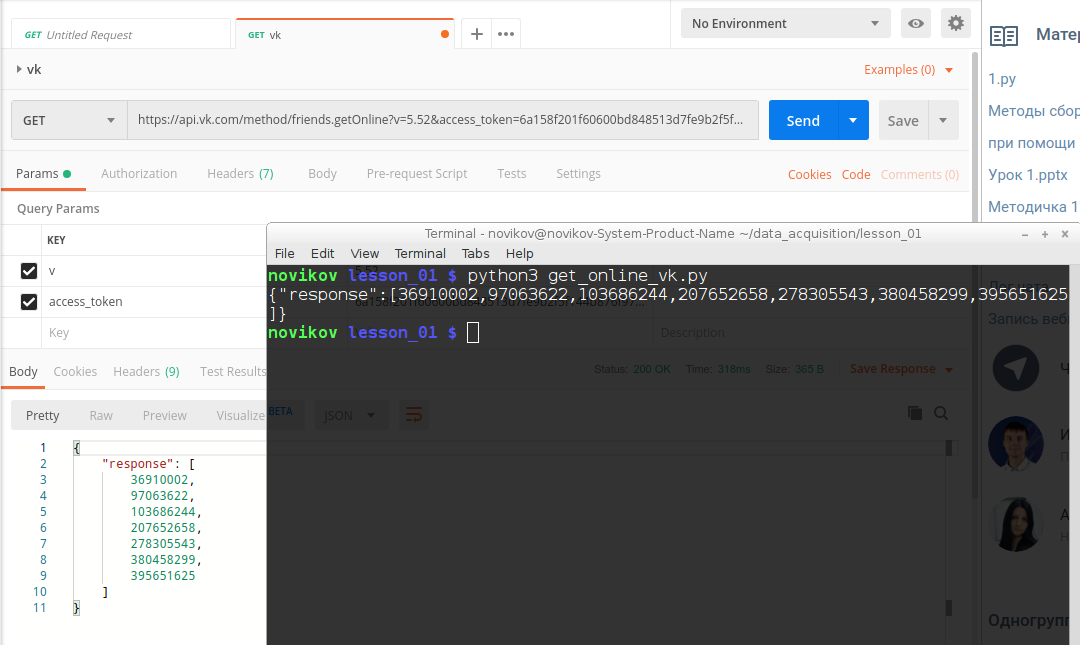 GET Untitled Request
GET vk
No Environment
Матер
vk
Examples (0)
1.py
GET
https://api.vk.com/method/friends.getOnline?v=5.52&access_token=6a158f201f60600bd848513d7fe9b2f5f...
Send
Save
Методы сбор
при помощи
Params
Authorization
Headers (7)
Body
Pre-request Script
Tests
Settings
Cookies
Code
Comments (0)
Урок 1.pptx
Query Params
Методичка 1
KEY
v
access_token
Key
Description
Terminal - novikov@novikov-System-Product-Name ~/data_acquisition/lesson_01
File Edit View Terminal Tabs Help
novikov lesson_01 $ python3 get_online_vk.py
{"response":[36910002,97063622,103686244,207652658,278305543,380458299,395651625
]}
novikov lesson_01 $
Запись веб
Body
Cookies
Headers (9)
Test Results
Status: 200 OK
Time: 318ms
Size: 365 B
Save Response
Pretty
Raw
Preview
Visualize BETA
JSON
1 {
2 "response": [
3 36910002,
4 97063622,
5 103686244,
6 207652658,
7 278305543,
8 380458299,
9 395651625
10 ]
11 }
Одногрупп